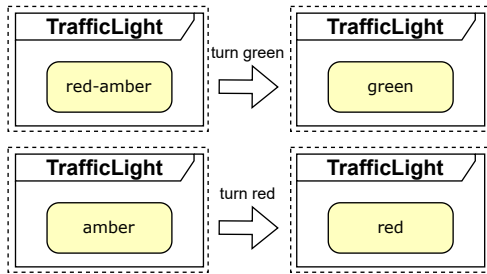 TrafficLight
turn green
TrafficLight
red-amber
green
TrafficLight
turn red
TrafficLight
amber
red